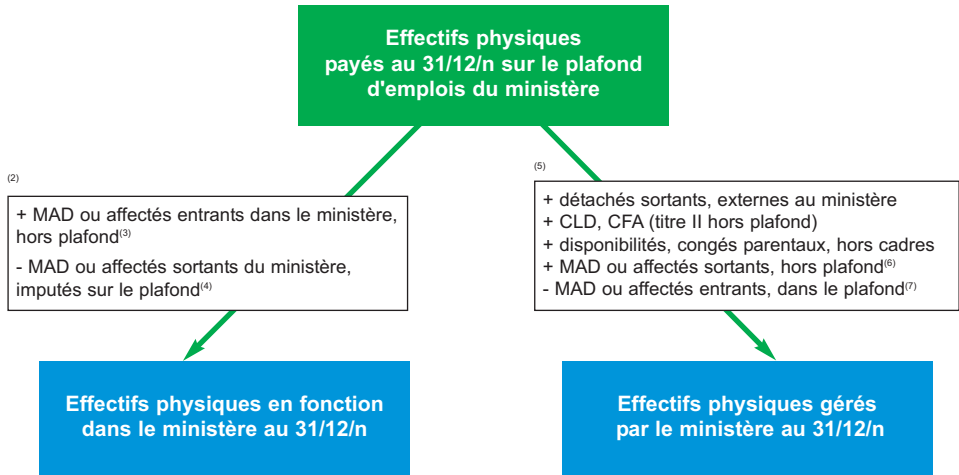 Effectifs physiques
payés au 31/12/n sur le plafond
d'emplois du ministère
(2)
+ MAD ou affectés entrants dans le ministère,
hors plafond(3)
- MAD ou affectés sortants du ministère,
imputés sur le plafond(4)
(5)
+ détachés sortants, externes au ministère
+ CLD, CFA (titre II hors plafond)
+ disponibilités, congés parentaux, hors cadres
+ MAD ou affectés sortants, hors plafond(6)
- MAD ou affectés entrants, dans le plafond(7)
Effectifs physiques en fonction
dans le ministère au 31/12/n
Effectifs physiques gérés
par le ministère au 31/12/n